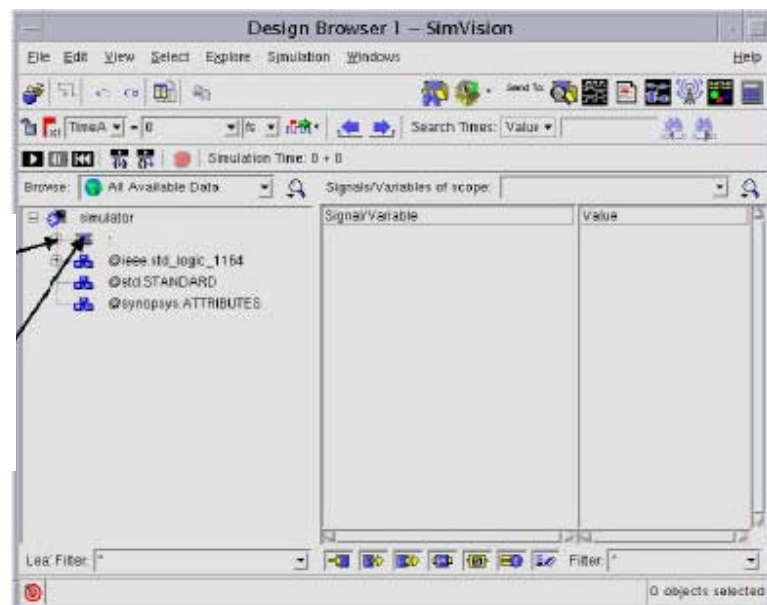 Design Browser 1 – SimVision
File Edit View Select Explore Simulation Windows Help
Send To:
TimeA = 0 fs Search Times: Value
Simulation Time: 0 + 0
Browse: All Available Data Signals/Variables of scope:
simulator Signal/Variable Value
:
@ieee.std_logic_1164
@std.STANDARD
@synopsys.ATTRIBUTES
Leaf Filter: * Filter: *
0 objects selected